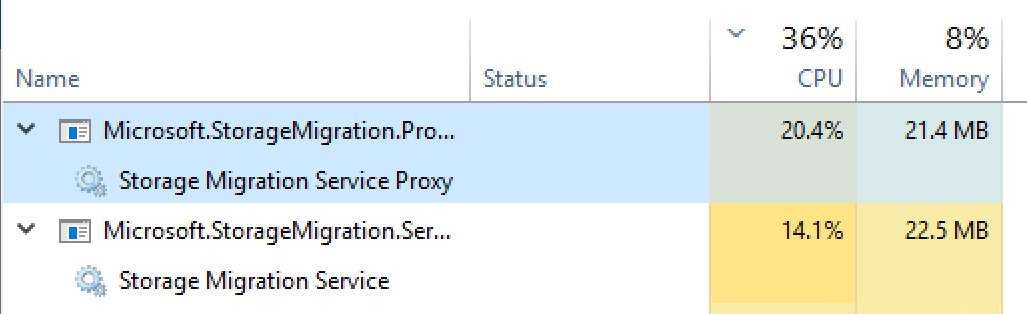 36% 8%
Name Status CPU Memory
Microsoft.StorageMigration.Pro... 20.4% 21.4 MB
Storage Migration Service Proxy
Microsoft.StorageMigration.Ser... 14.1% 22.5 MB
Storage Migration Service